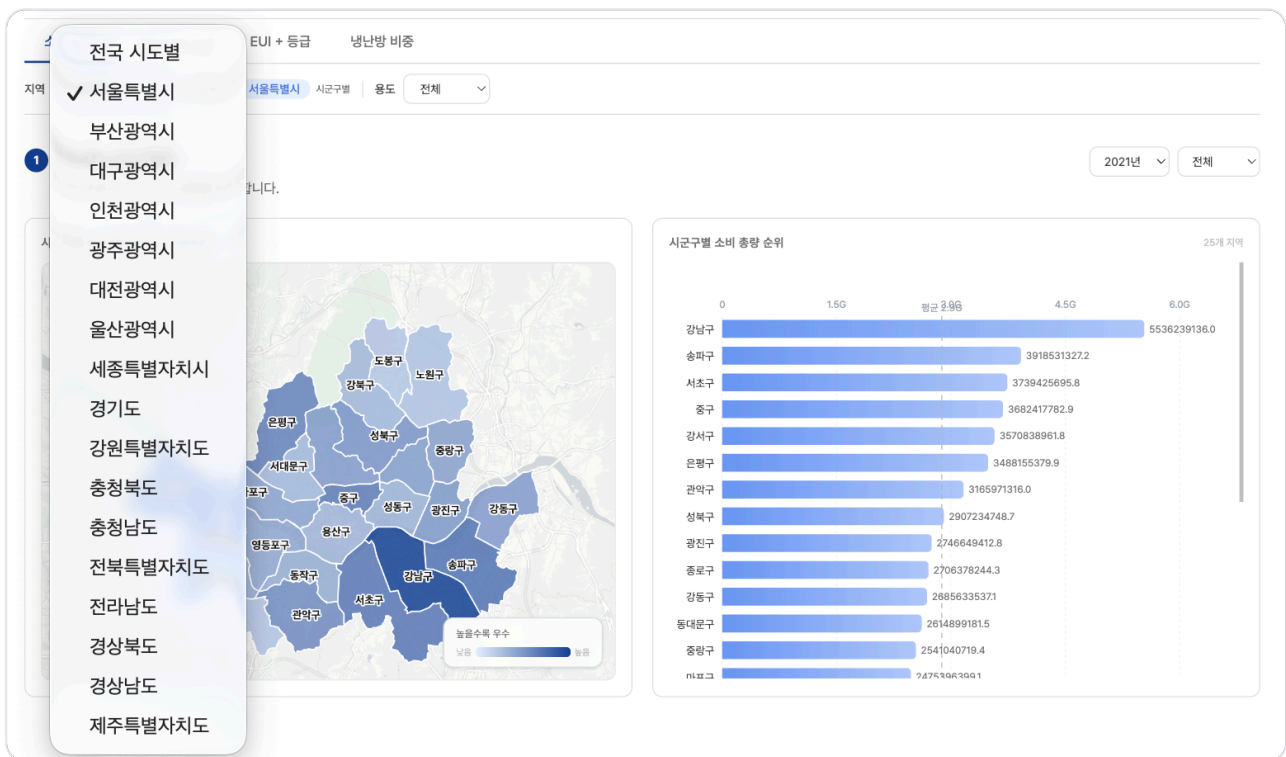 전국 시도별
✓ 서울특별시
부산광역시
대구광역시
인천광역시
광주광역시
대전광역시
울산광역시
세종특별자치시
경기도
강원특별자치도
충청북도
충청남도
전북특별자치도
전라남도
경상북도
경상남도
제주특별자치도
EUI + 등급 냉난방 비중
지역 서울특별시 시군구별 용도 전체
1 2021년 전체
합니다.
도봉구
노원구
강북구
은평구
성북구
중랑구
서대문구
중구
성동구
광진구
강동구
용산구
영등포구
동작구
강남구
송파구
서초구
관악구
높을수록 우수
낮음 높음
시군구별 소비 총량 순위 25개 지역
0 1.5G 3.0G 4.5G 6.0G
평균 2.9G
강남구 5536239136.0
송파구 3918531327.2
서초구 3739425695.8
중구 3682417782.9
강서구 3570838961.8
은평구 3488155379.9
관악구 3165971316.0
성북구 2907234748.7
광진구 2746649412.8
종로구 2706378244.3
강동구 2685633537.1
동대문구 2614899181.5
중랑구 2541040719.4
마포구 2475396399.1